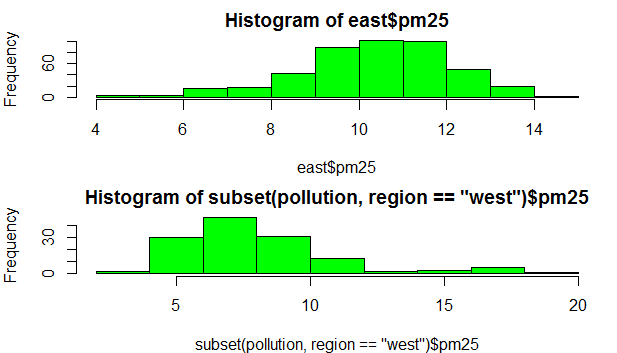 Histogram of east$pm25
Frequency
60
0
4 6 8 10 12 14
east$pm25
Histogram of subset(pollution, region == "west")$pm25
Frequency
30
0
5 10 15 20
subset(pollution, region == "west")$pm25